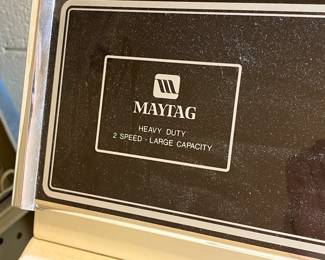 MAYTAG
HEAVY DUTY
2 SPEED - LARGE CAPACITY